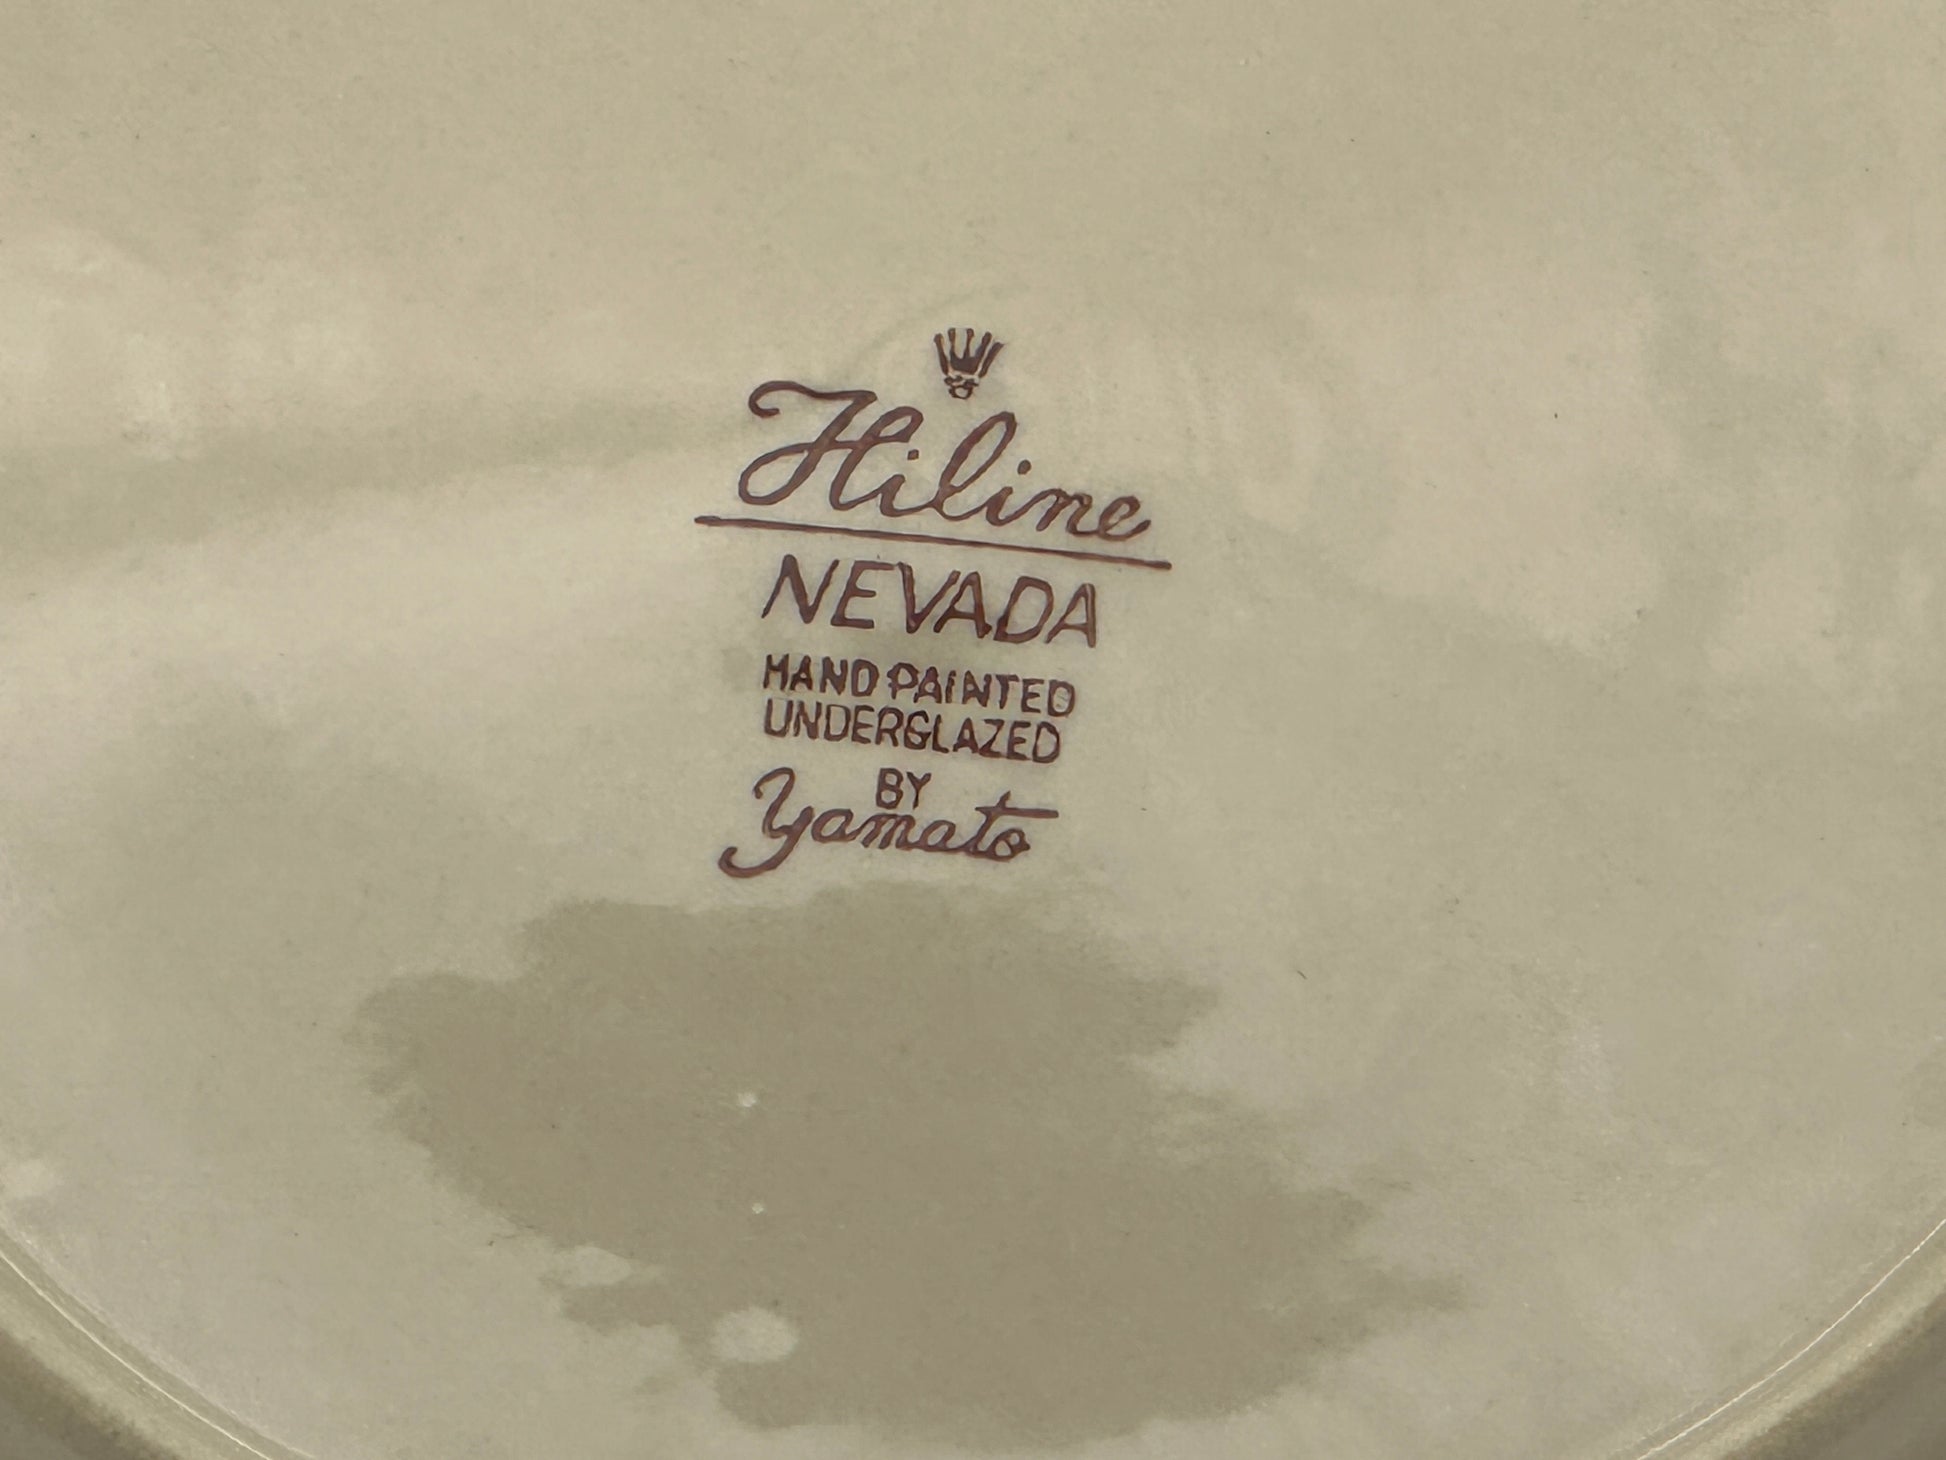 Hiline
NEVADA
HAND PAINTED
UNDERGLAZED
BY
Yamato